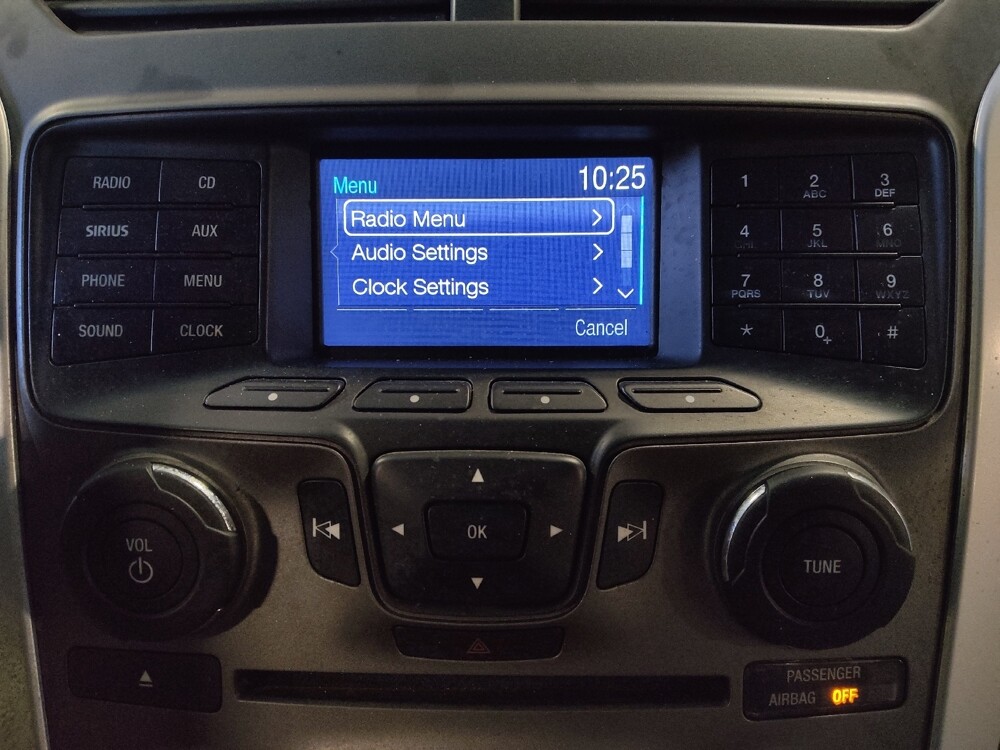 Menu 10:25
Radio Menu >
Audio Settings >
Clock Settings >
Cancel
RADIO CD
SIRIUS AUX
PHONE MENU
SOUND CLOCK
1 2 ABC 3 DEF
4 GHI 5 JKL 6 MNO
7 PQRS 8 TUV 9 WXYZ
* 0 + #
VOL
OK
TUNE
PASSENGER
AIRBAG OFF